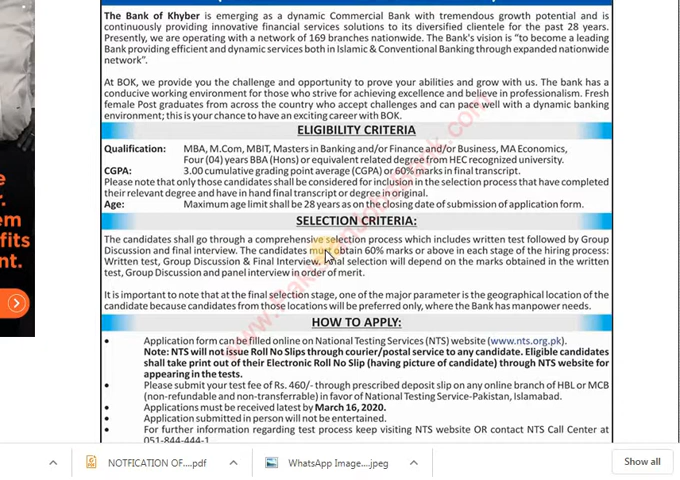 The Bank of Khyber is emerging as a dynamic Commercial Bank with tremendous growth potential and is
continuously providing innovative financial services solutions to its diversified clientele for the past 28 years.
Presently, we are operating with a network of 169 branches nationwide. The Bank's vision is "to become a leading
Bank providing efficient and dynamic services both in Islamic & Conventional Banking through expanded nationwide
network".
At BOK, we provide you the challenge and opportunity to prove your abilities and grow with us. The bank has a
conducive working environment for those who strive for achieving excellence and believe in professionalism. Fresh
female Post graduates from across the country who accept challenges and can pace well with a dynamic banking
environment; this is your chance to have an exciting career with BOK.
ELIGIBILITY CRITERIA
Qualification: MBA, M.Com, MBIT, Masters in Banking and/or Finance and/or Business, MA Economics,
Four (04) years BBA (Hons) or equivalent related degree from HEC recognized university.
CGPA: 3.00 cumulative grading point average (CGPA) or 60% marks in final transcript.
Please note that only those candidates shall be considered for inclusion in the selection process that have completed
their relevant degree and have in hand final transcript or degree in original.
Age: Maximum age limit shall be 28 years as on the closing date of submission of application form.
SELECTION CRITERIA:
The candidates shall go through a comprehensive selection process which includes written test followed by Group
Discussion and final interview. The candidates must obtain 60% marks or above in each stage of the hiring process:
Written test, Group Discussion & Final Interview. Final selection will depend on the marks obtained in the written
test, Group Discussion and panel interview in order of merit.
It is important to note that at the final selection stage, one of the major parameter is the geographical location of the
candidate because candidates from those locations will be preferred only, where the Bank has manpower needs.
HOW TO APPLY:
• Application form can be filled online on National Testing Services (NTS) website (www.nts.org.pk).
Note: NTS will not issue Roll No Slips through courier/postal service to any candidate. Eligible candidates
shall take print out of their Electronic Roll No Slip (having picture of candidate) through NTS website for
appearing in the tests.
• Please submit your test fee of Rs. 460/- through prescribed deposit slip on any online branch of HBL or MCB
(non-refundable and non-transferrable) in favor of National Testing Service-Pakistan, Islamabad.
• Applications must be received latest by March 16, 2020.
• Application submitted in person will not be entertained.
• For further information regarding test process keep visiting NTS website OR contact NTS Call Center at
051-844-444-1
NOTFICATION OF....pdf
WhatsApp Image....jpeg
Show all